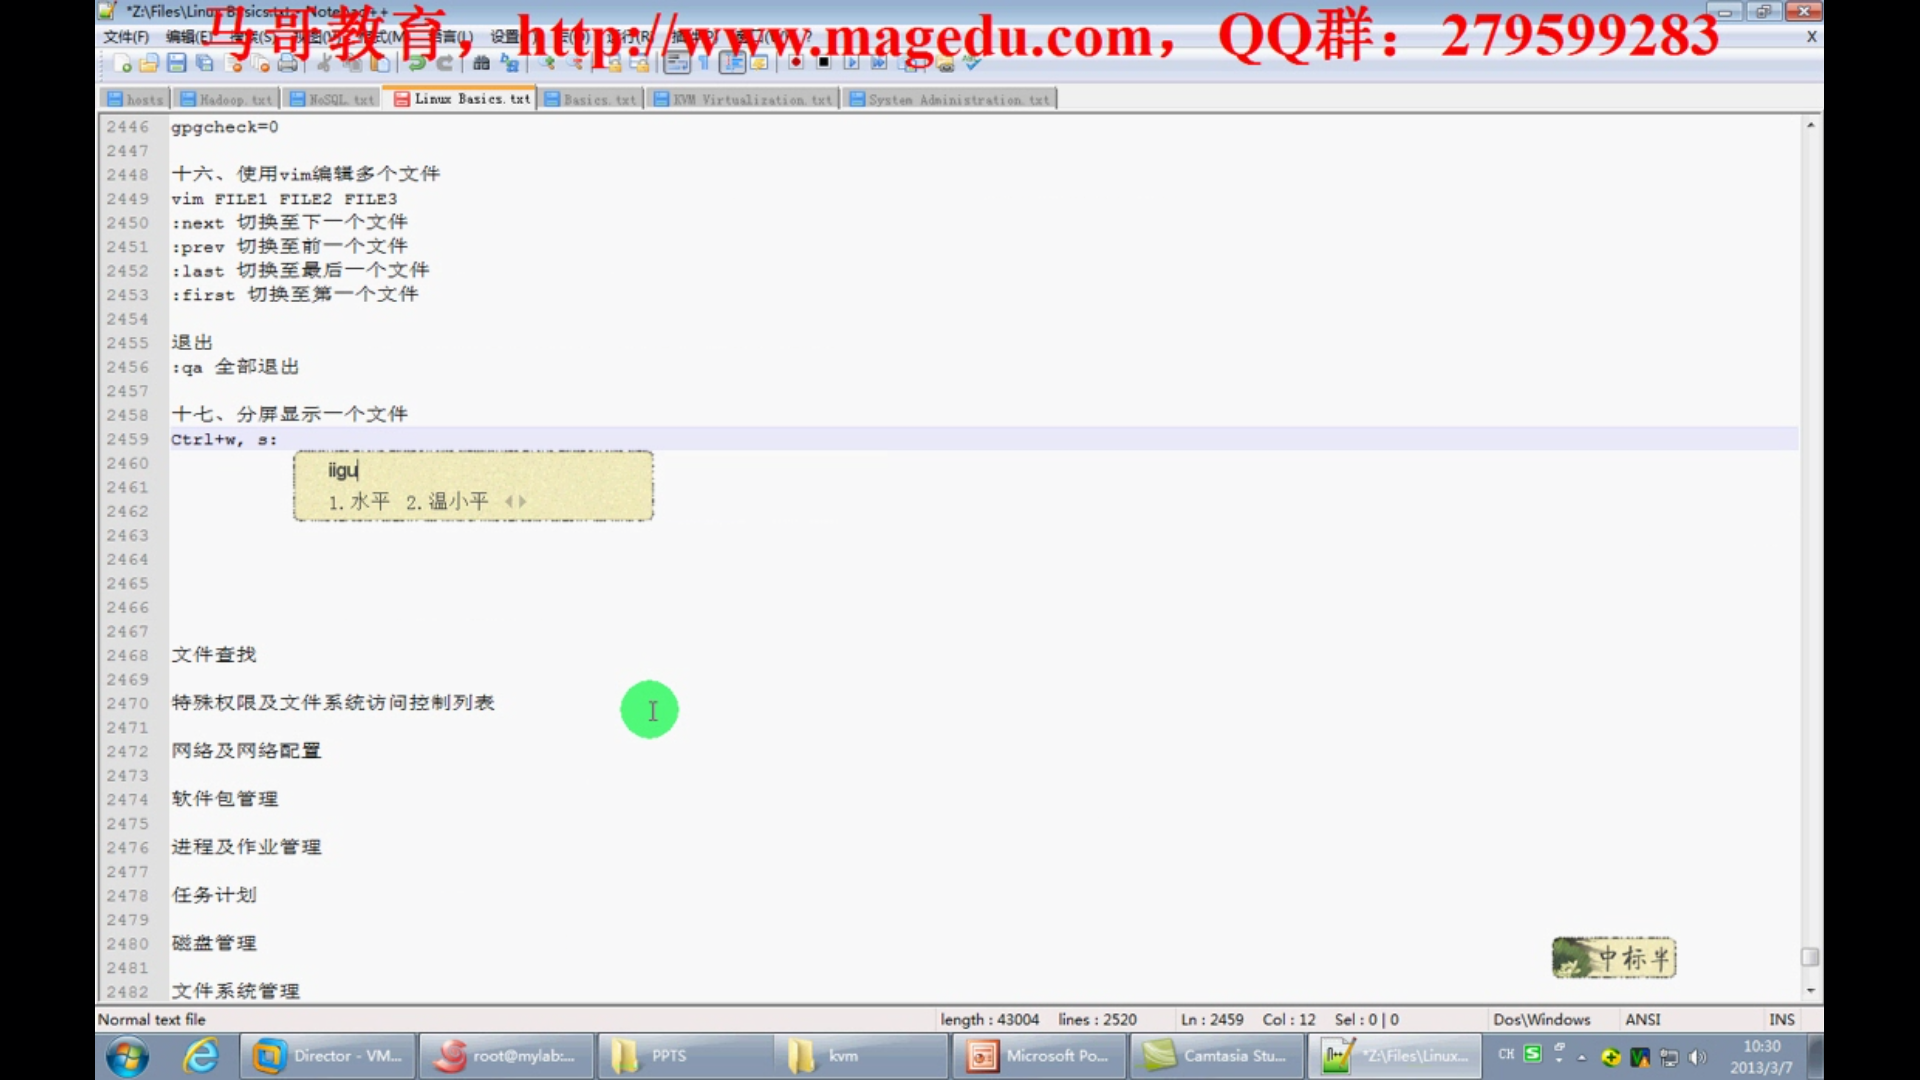 *Z:\Files\Linux Basics.txt - Notepad++
马哥教育，http://www.magedu.com，QQ群：279599283
文件(F) 编辑(E) 搜索(S) 视图(V) 格式(M) 语言(L) 设置 运行(R) ?
X
hosts Hadoop.txt NoSQL.txt Linux Basics.txt Basics.txt KVM Virtualization.txt System Administration.txt
2446 gpgcheck=0
2447
2448 十六、使用vim编辑多个文件
2449 vim FILE1 FILE2 FILE3
2450 :next 切换至下一个文件
2451 :prev 切换至前一个文件
2452 :last 切换至最后一个文件
2453 :first 切换至第一个文件
2454
2455 退出
2456 :qa 全部退出
2457
2458 十七、分屏显示一个文件
2459 Ctrl+w, s:
2460
iigu
2461
1.水平 2.温小平
2462
2463
2464
2465
2466
2467
2468 文件查找
2469
2470 特殊权限及文件系统访问控制列表
2471
2472 网络及网络配置
2473
2474 软件包管理
2475
2476 进程及作业管理
2477
2478 任务计划
2479
2480 磁盘管理
中标半
2481
2482 文件系统管理
Normal text file length : 43004 lines : 2520 Ln : 2459 Col : 12 Sel : 0 | 0 Dos\Windows ANSI INS
Director - VM... root@mylab:... PPTS kvm Microsoft Po... Camtasia Stu... *Z:\Files\Linux... CH 10:30
2013/3/7